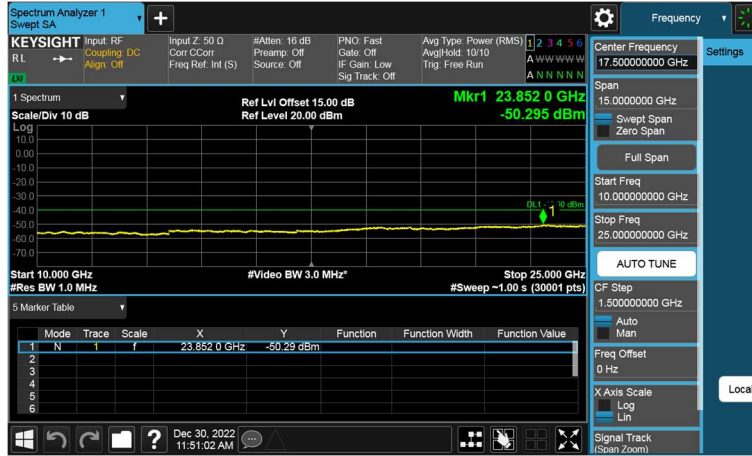 Spectrum Analyzer 1
Swept SA
Frequency
KEYSIGHT
RL
LXI
Input: RF
Coupling: DC
Align: Off
Input Z: 50 Ω
Corr CCorr
Freq Ref: Int (S)
#Atten: 16 dB
Preamp: Off
Source: Off
PNO: Fast
Gate: Off
IF Gain: Low
Sig Track: Off
Avg Type: Power (RMS)
Avg|Hold: 10/10
Trig: Free Run
1 2 3 4 5 6
A W W W W W
A N N N N N
1 Spectrum
Scale/Div 10 dB
Log
Ref Lvl Offset 15.00 dB
Ref Level 20.00 dBm
Mkr1 23.852 0 GHz
-50.295 dBm
10.0
0.00
-10.0
-20.0
-30.0
-40.0
-50.0
-60.0
-70.0
1
Start 10.000 GHz
#Res BW 1.0 MHz
#Video BW 3.0 MHz*
Stop 25.000 GHz
#Sweep ~1.00 s (30001 pts)
5 Marker Table
Mode Trace Scale X Y Function Function Width Function Value
1 N 1 f 23.852 0 GHz -50.29 dBm
2
3
4
5
6
Dec 30, 2022
11:51:02 AM
?
Center Frequency
17.500000000 GHz
Span
15.0000000 GHz
Swept Span
Zero Span
Full Span
Start Freq
10.000000000 GHz
Stop Freq
25.000000000 GHz
AUTO TUNE
CF Step
1.500000000 GHz
Auto
Man
Freq Offset
0 Hz
X Axis Scale
Log
Lin
Signal Track
(Span Zoom)
Settings
Local